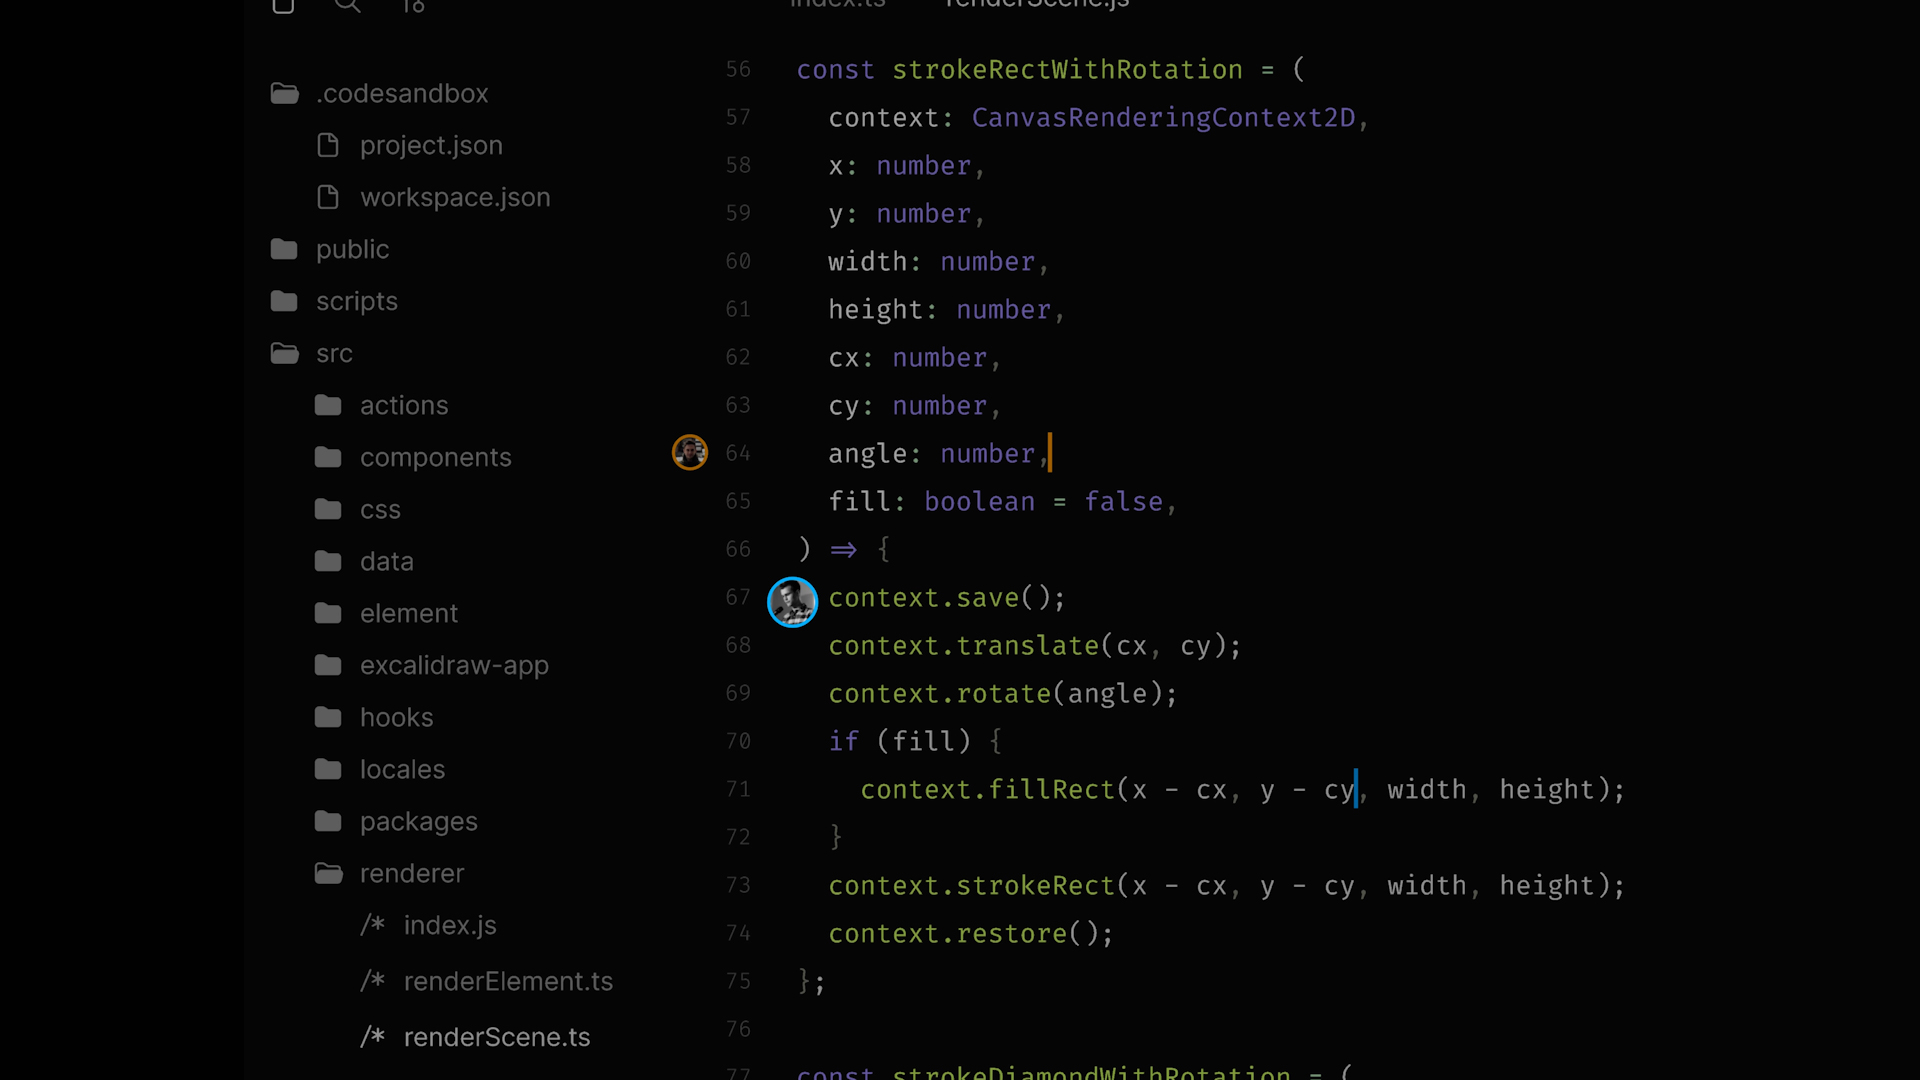 index.ts
renderScene.js
.codesandbox
project.json
workspace.json
public
scripts
src
actions
components
css
data
element
excalidraw-app
hooks
locales
packages
renderer
/* index.js
/* renderElement.ts
/* renderScene.ts
56 const strokeRectWithRotation = (
57 context: CanvasRenderingContext2D,
58 x: number,
59 y: number,
60 width: number,
61 height: number,
62 cx: number,
63 cy: number,
64 angle: number,
65 fill: boolean = false,
66 ) => {
67 context.save();
68 context.translate(cx, cy);
69 context.rotate(angle);
70 if (fill) {
71 context.fillRect(x - cx, y - cy, width, height);
72 }
73 context.strokeRect(x - cx, y - cy, width, height);
74 context.restore();
75 };
76
77 const strokeDiamondWithRotation = (